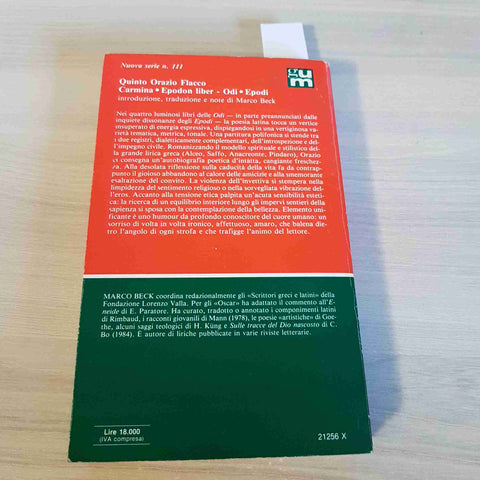 Nuova serie n. 111
gum
Quinto Orazio Flacco
Carmina • Epodon liber - Odi • Epodi
introduzione, traduzione e note di Marco Beck
Nei quattro luminosi libri delle Odi — in parte preannunciati dalle
inquiete dissonanze degli Epodi — la poesia latina tocca un vertice
insuperato di energia espressiva, dispiegandosi in una vertiginosa va-
rietà tematica, metrica, tonale. Una partitura polifonica si stende tra
i due registri, dialetticamente complementari, dell'introspezione e del-
l'impegno civile. Romanizzando il modello spirituale e stilistico del-
la grande lirica greca (Alceo, Saffo, Anacreonte, Pindaro), Orazio
ci consegna un'autobiografia poetica d'intatta, cangiante freschez-
za. Alla desolata riflessione sulla caducità della vita fa da contrap-
punto il gioioso abbandono al calore delle amicizie e alla smemorante
esaltazione del convito. La violenza dell'invettiva si stempera nella
limpidezza del sentimento religioso o nella sorvegliata vibrazione del-
l'eros. Accanto alla tensione etica palpita un'acuta sensibilità esteti-
ca: la ricerca di un equilibrio interiore lungo gli impervi sentieri della
sapienza si sposa con la contemplazione della bellezza. Elemento uni-
ficante è uno humour da profondo conoscitore del cuore umano: un
sorriso di volta in volta ironico, affettuoso, amaro, che balena die-
tro l'angolo di ogni strofa e che trafigge l'animo del lettore.
MARCO BECK coordina redazionalmente gli «Scrittori greci e latini» della
Fondazione Lorenzo Valla. Per gli «Oscar» ha adattato il commento all'E-
neide di E. Paratore. Ha curato, tradotto o annotato i componimenti latini
di Rimbaud, i racconti giovanili di Mann (1978), le poesie «artistiche» di Goe-
the, alcuni saggi teologici di H. Küng e Sulle tracce del Dio nascosto di C.
Bo (1984). È autore di liriche pubblicate in varie riviste letterarie.
Lire 18.000
(IVA compresa)
21256 X